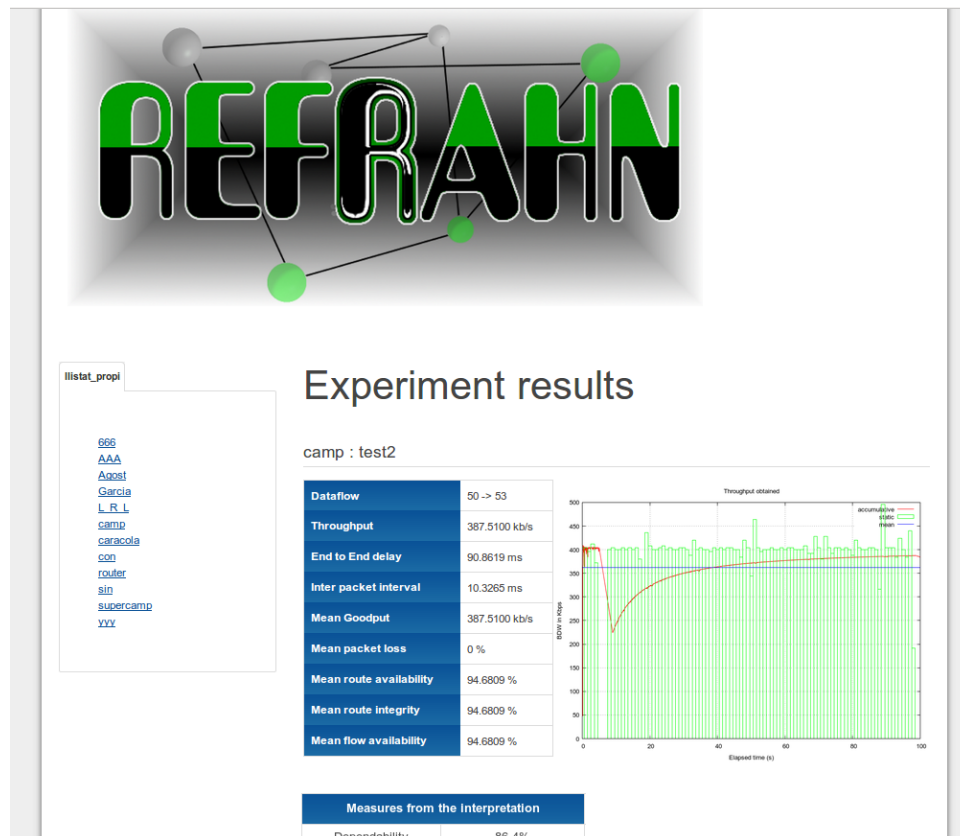 REFRAHN
llistat_propi
666
AAA
Agost
Garcia
L_R_L
camp
caracola
con
router
sin
supercamp
yyy
Experiment results
camp : test2
Dataflow 50 -> 53
Throughput 387.5100 kb/s
End to End delay 90.8619 ms
Inter packet interval 10.3265 ms
Mean Goodput 387.5100 kb/s
Mean packet loss 0 %
Mean route availability 94.6809 %
Mean route integrity 94.6809 %
Mean flow availability 94.6809 %
Throughput obtained
accumulative
static
mean
500
450
400
350
300
250
200
150
100
50
0
BDW in Kbps
0 20 40 60 80 100
Elapsed time (s)
Measures from the interpretation
Dependability 86.4%